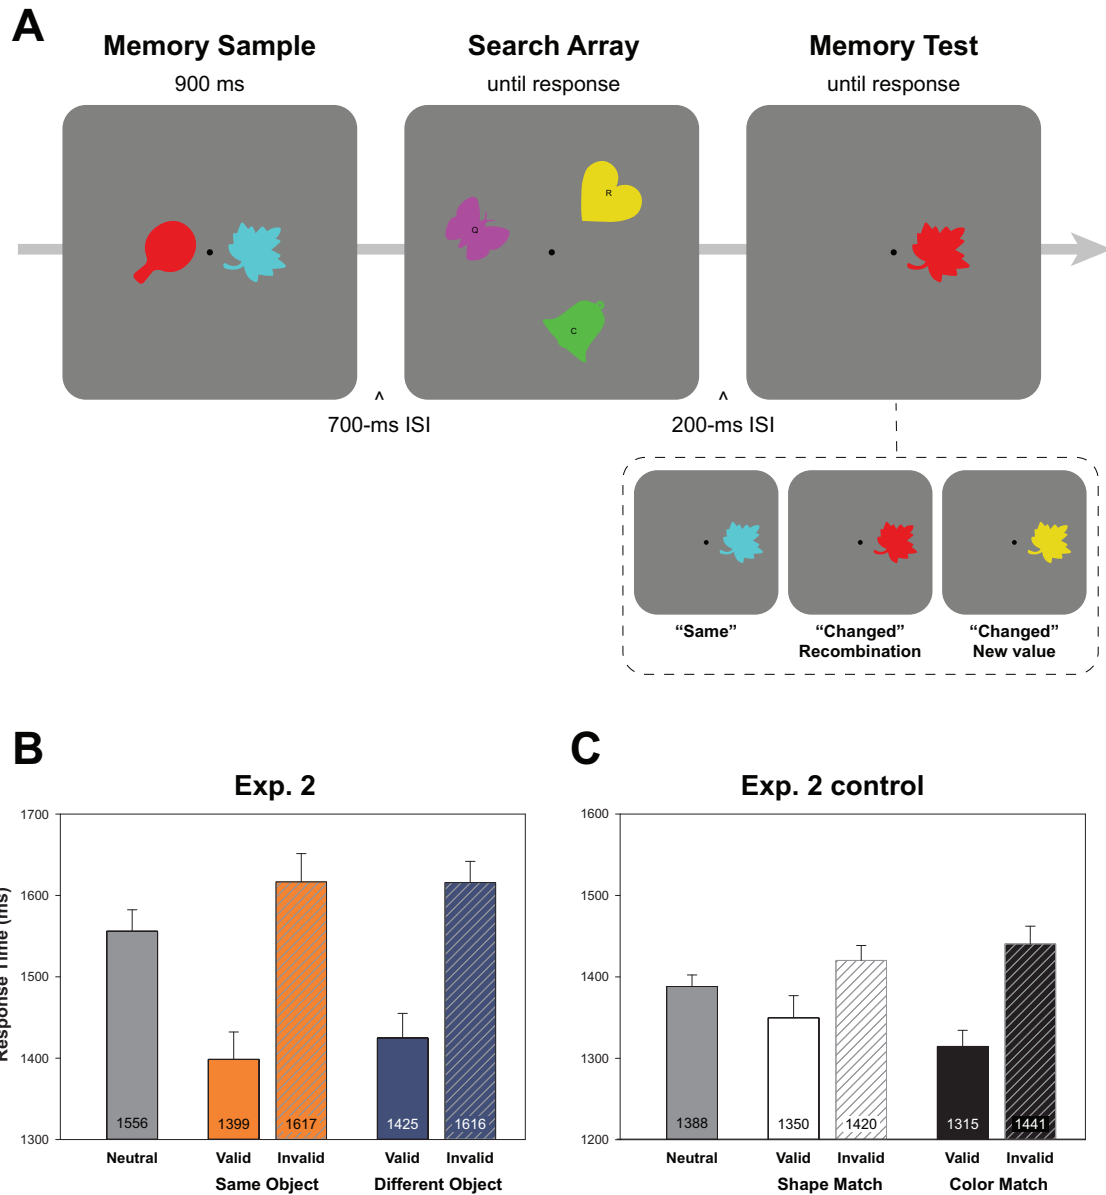 A
Memory Sample
Search Array
Memory Test
900 ms
until response
until response
R
Q
C
^
^
700-ms ISI
200-ms ISI
“Same”
“Changed”
Recombination
“Changed”
New value
B
Exp. 2
Response Time (ms)
1700
1600
1500
1400
1300
1556
1399
1617
1425
1616
Neutral
Valid
Invalid
Valid
Invalid
Same Object
Different Object
C
Exp. 2 control
1600
1500
1400
1300
1200
1388
1350
1420
1315
1441
Neutral
Valid
Invalid
Valid
Invalid
Shape Match
Color Match